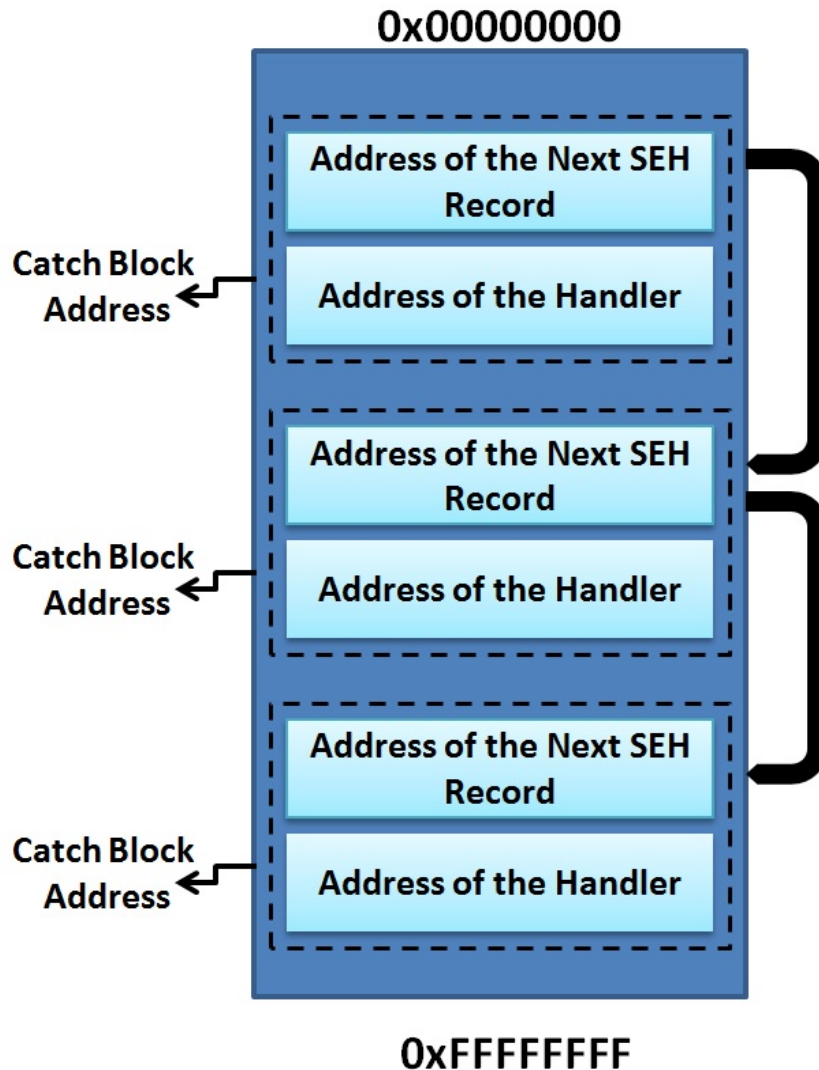 0x00000000
Address of the Next SEH
Record
Catch Block
Address
Address of the Handler
Address of the Next SEH
Record
Catch Block
Address
Address of the Handler
Address of the Next SEH
Record
Catch Block
Address
Address of the Handler
0xFFFFFFFF